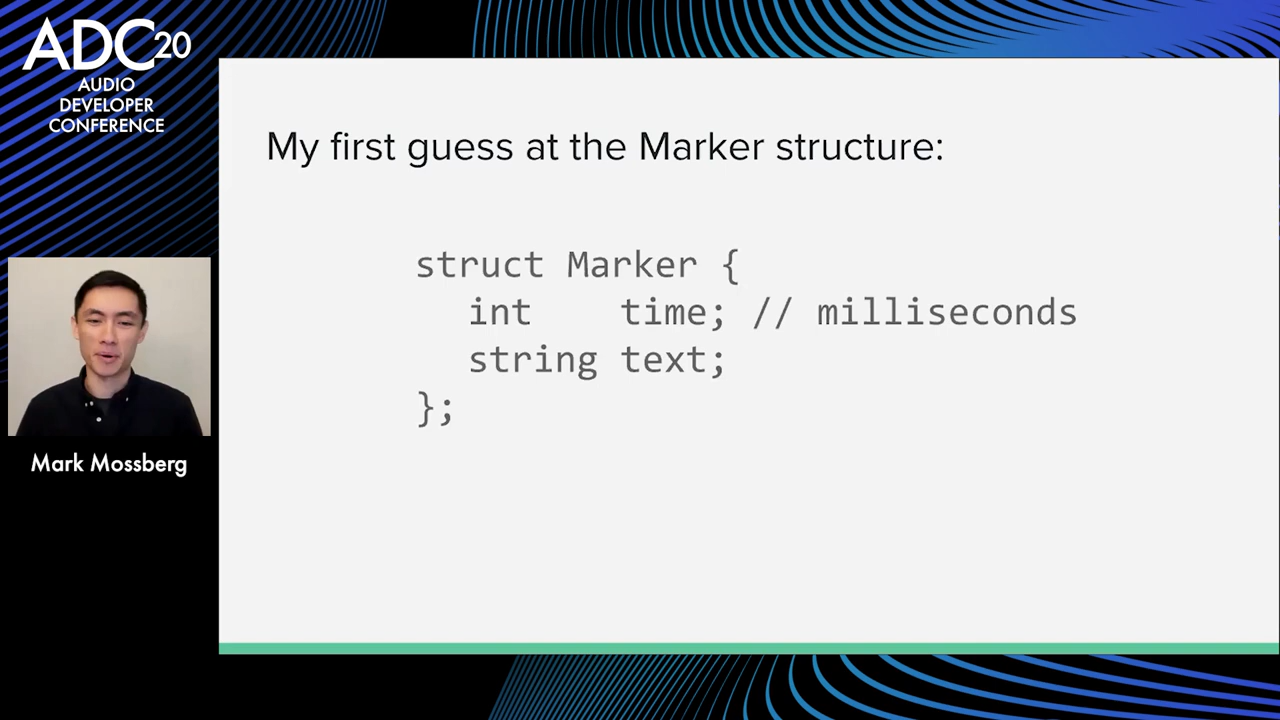 ADC20
AUDIO
DEVELOPER
CONFERENCE
My first guess at the Marker structure:
struct Marker {
int time; // milliseconds
string text;
};
Mark Mossberg